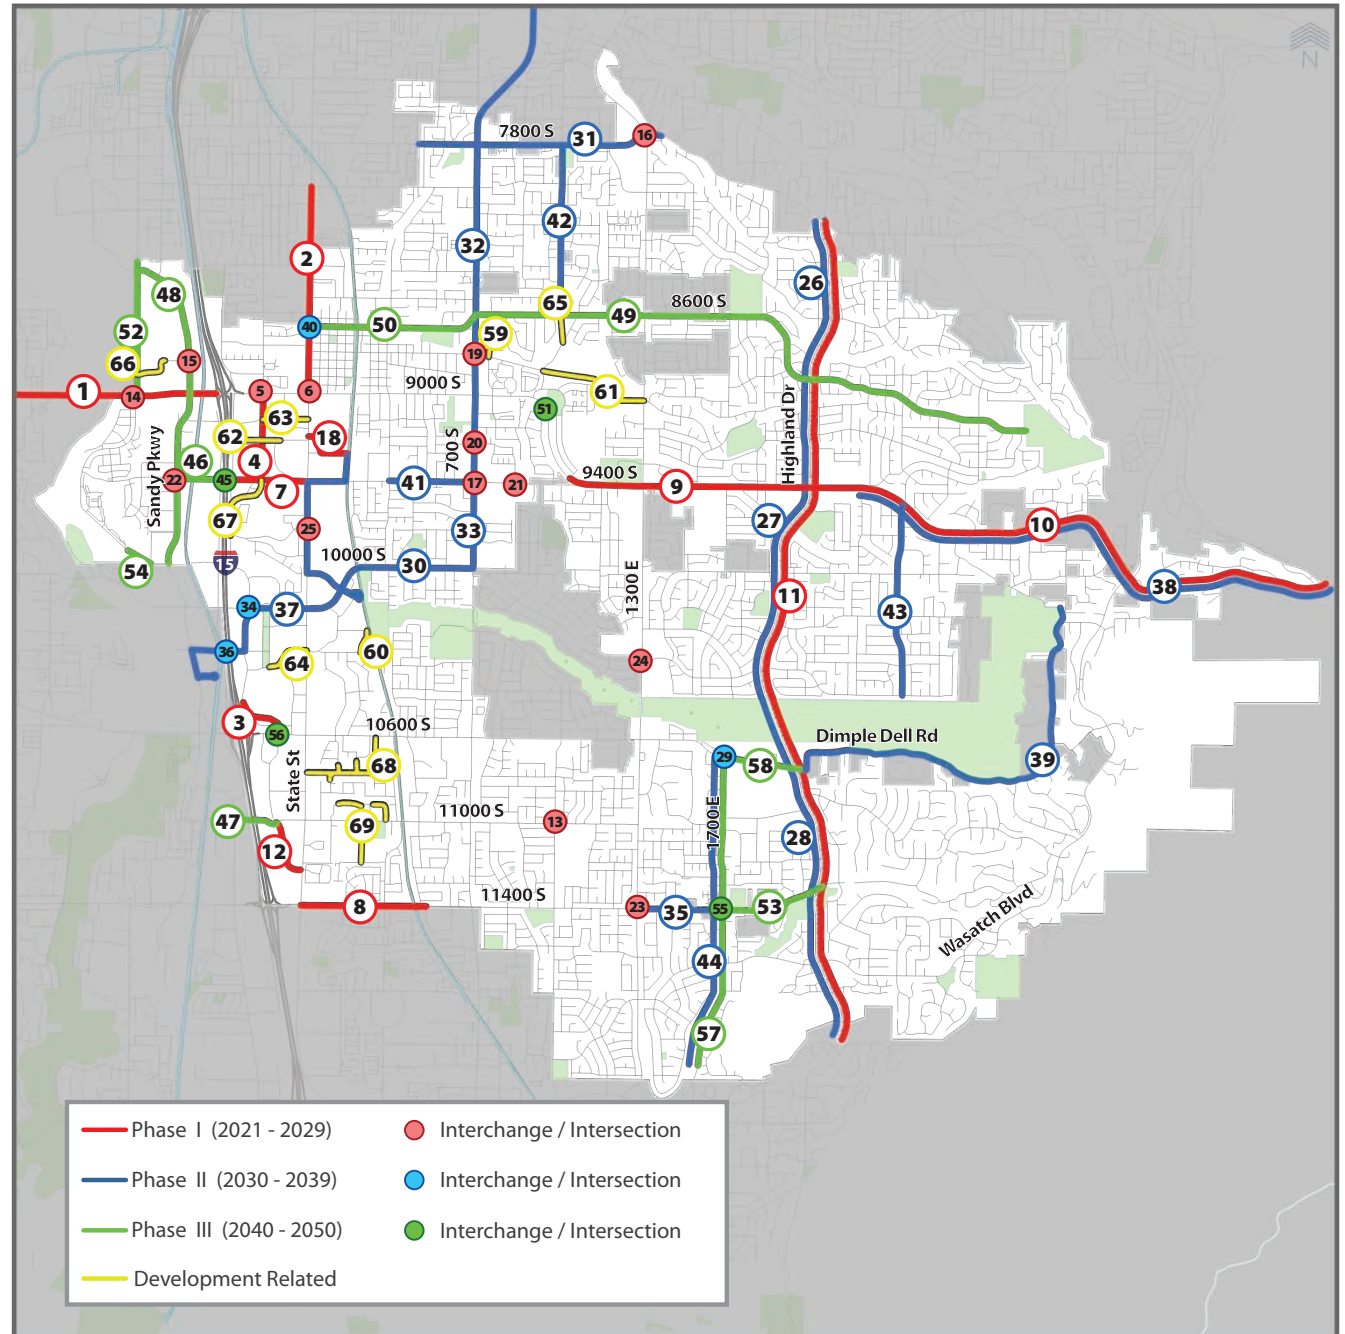 N
7800 S
31
16
42
32
2
26
48
65
8600 S
49
40
50
52
59
19
15
66
9000 S
1
14
5
6
61
51
63
62
18
Highland Dr
Sandy Pkwy
700 S
20
46
4
9400 S
22
45
7
41
17
21
9
67
27
10
25
33
10000 S
15
54
30
1300 E
38
34
37
11
43
36
60
64
24
3
10600 S
56
Dimple Dell Rd
29
58
39
68
State St
1700 E
11000 S
47
69
13
12
28
11400 S
8
23
35
55
53
Wasatch Blvd
44
57
Phase I (2021 - 2029)
Interchange / Intersection
Phase II (2030 - 2039)
Interchange / Intersection
Phase III (2040 - 2050)
Interchange / Intersection
Development Related